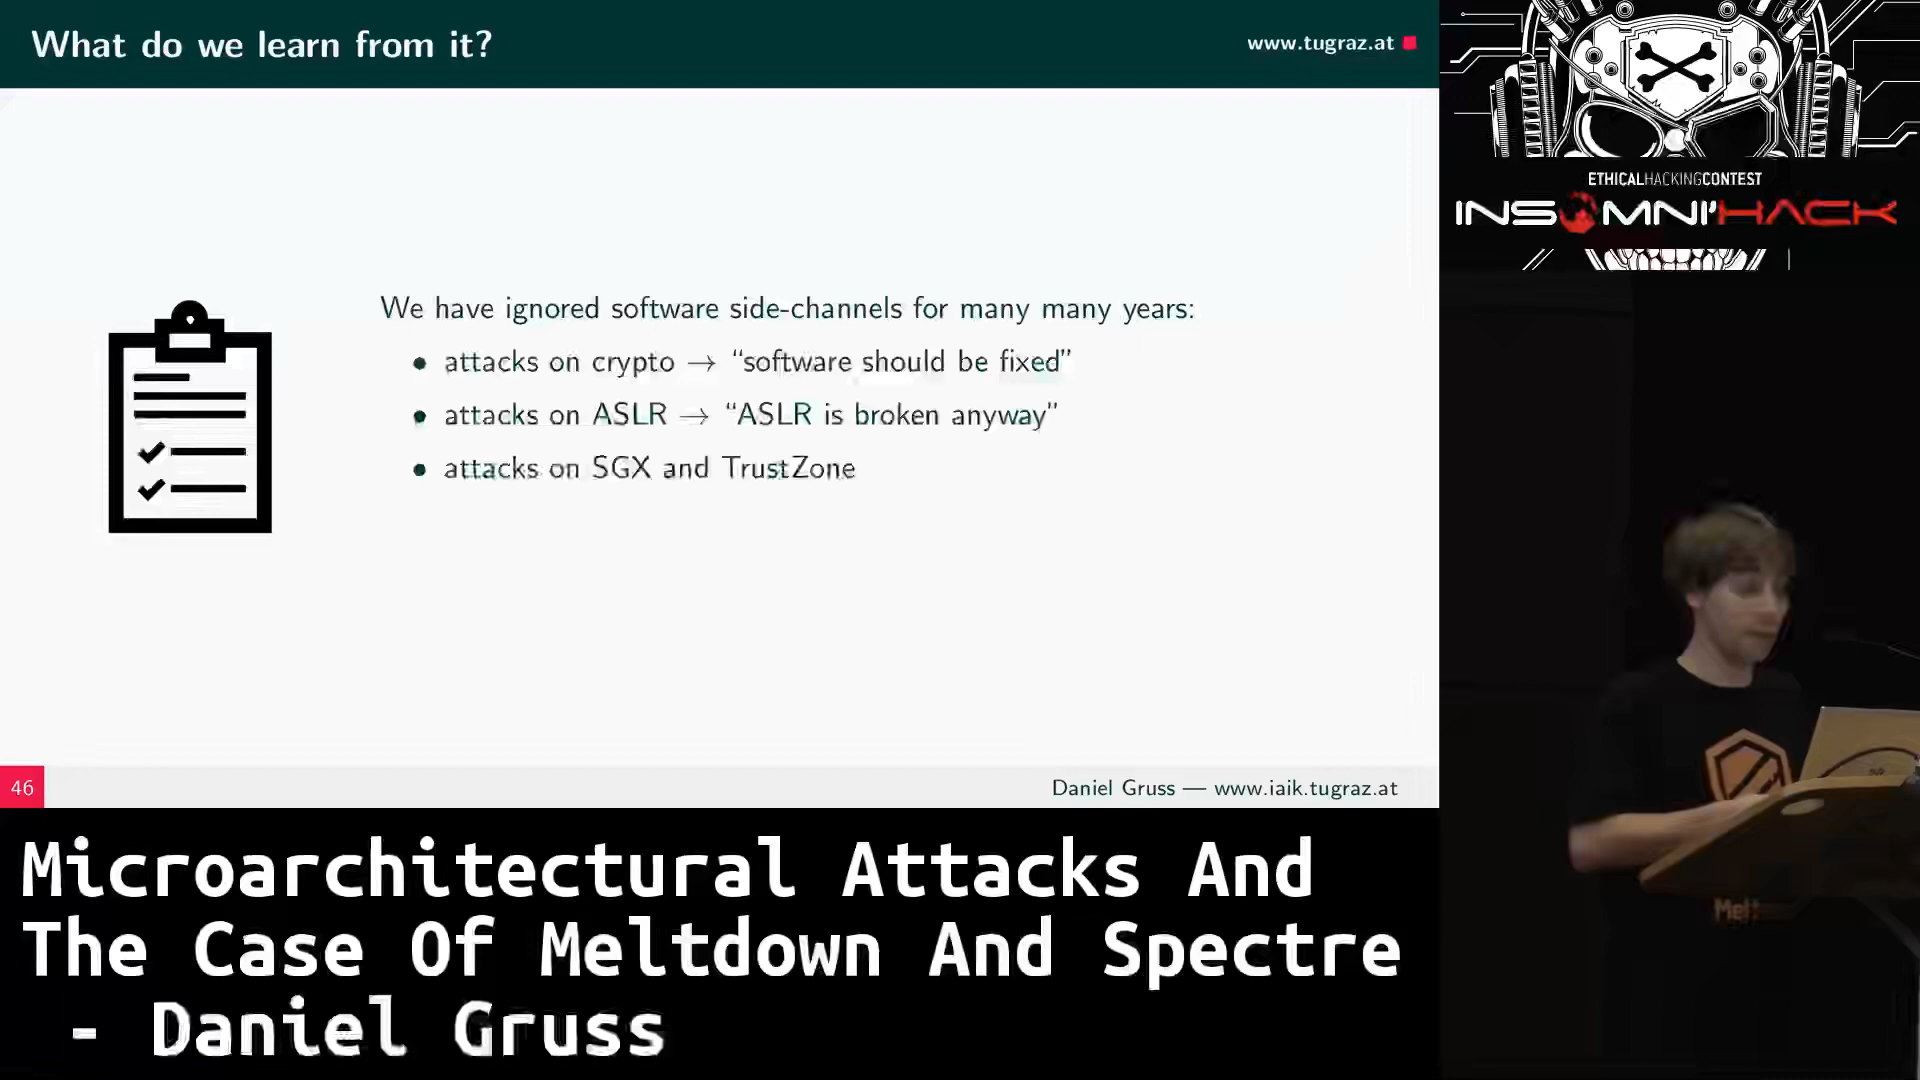 What do we learn from it?
www.tugraz.at
We have ignored software side-channels for many many years:
• attacks on crypto → “software should be fixed”
• attacks on ASLR → “ASLR is broken anyway”
• attacks on SGX and TrustZone
46
Daniel Gruss — www.iaik.tugraz.at
ETHICALHACKINGCONTEST
INSOMNI'HACK
Microarchitectural Attacks And
The Case Of Meltdown And Spectre
- Daniel Gruss